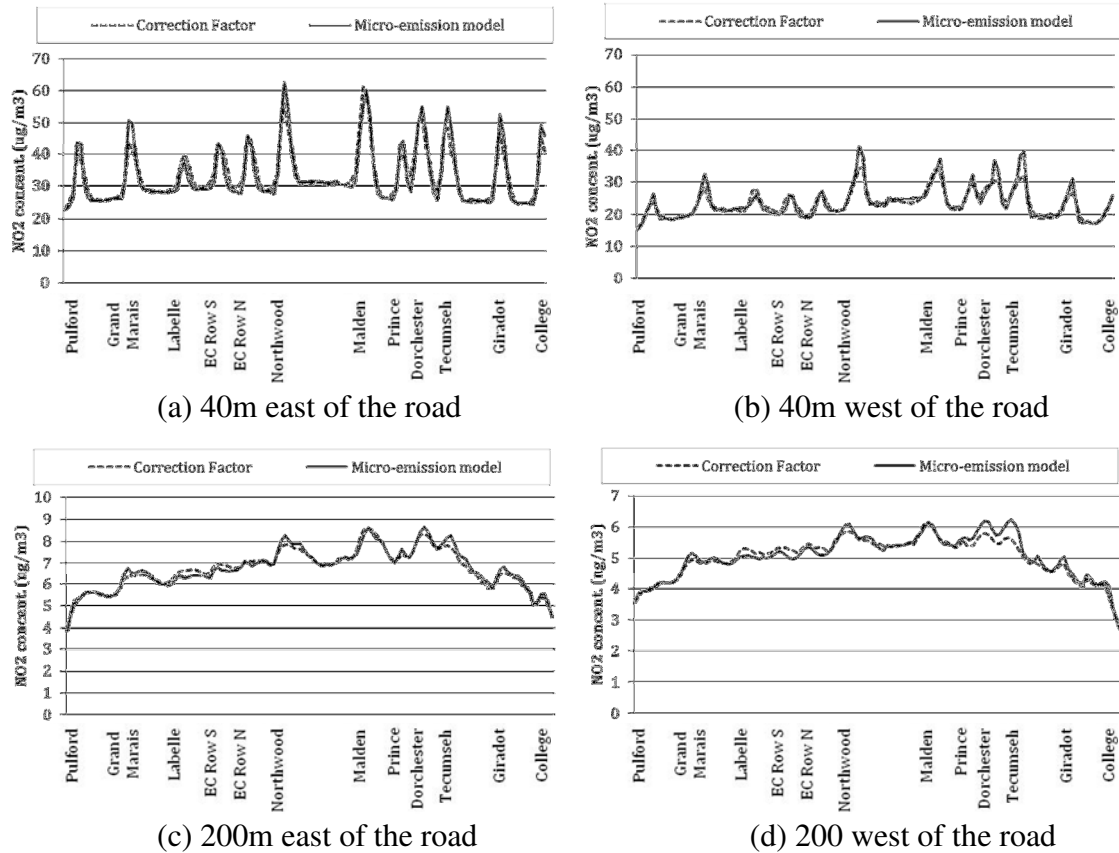 Correction Factor Micro-emission model
NO2 concent. (ug/m3)
70
60
50
40
30
20
10
0
Pulford
Grand
Marais
Labelle
EC Row S
EC Row N
Northwood
Malden
Prince
Dorchester
Tecumseh
Giradot
College
(a) 40m east of the road
Correction Factor Micro-emission model
NO2 concent. (ug/m3)
70
60
50
40
30
20
10
0
Pulford
Grand
Marais
Labelle
EC Row S
EC Row N
Northwood
Malden
Prince
Dorchester
Tecumseh
Giradot
College
(b) 40m west of the road
Correction Factor Micro-emission model
NO2 concent. (ug/m3)
10
9
8
7
6
5
4
3
2
1
0
Pulford
Grand
Marais
Labelle
EC Row S
EC Row N
Northwood
Malden
Prince
Dorchester
Tecumseh
Giradot
College
(c) 200m east of the road
Correction Factor Micro-emission model
NO2 concent. (ug/m3)
7
6
5
4
3
2
1
0
Pulford
Grand
Marais
Labelle
EC Row S
EC Row N
Northwood
Malden
Prince
Dorchester
Tecumseh
Giradot
College
(d) 200 west of the road